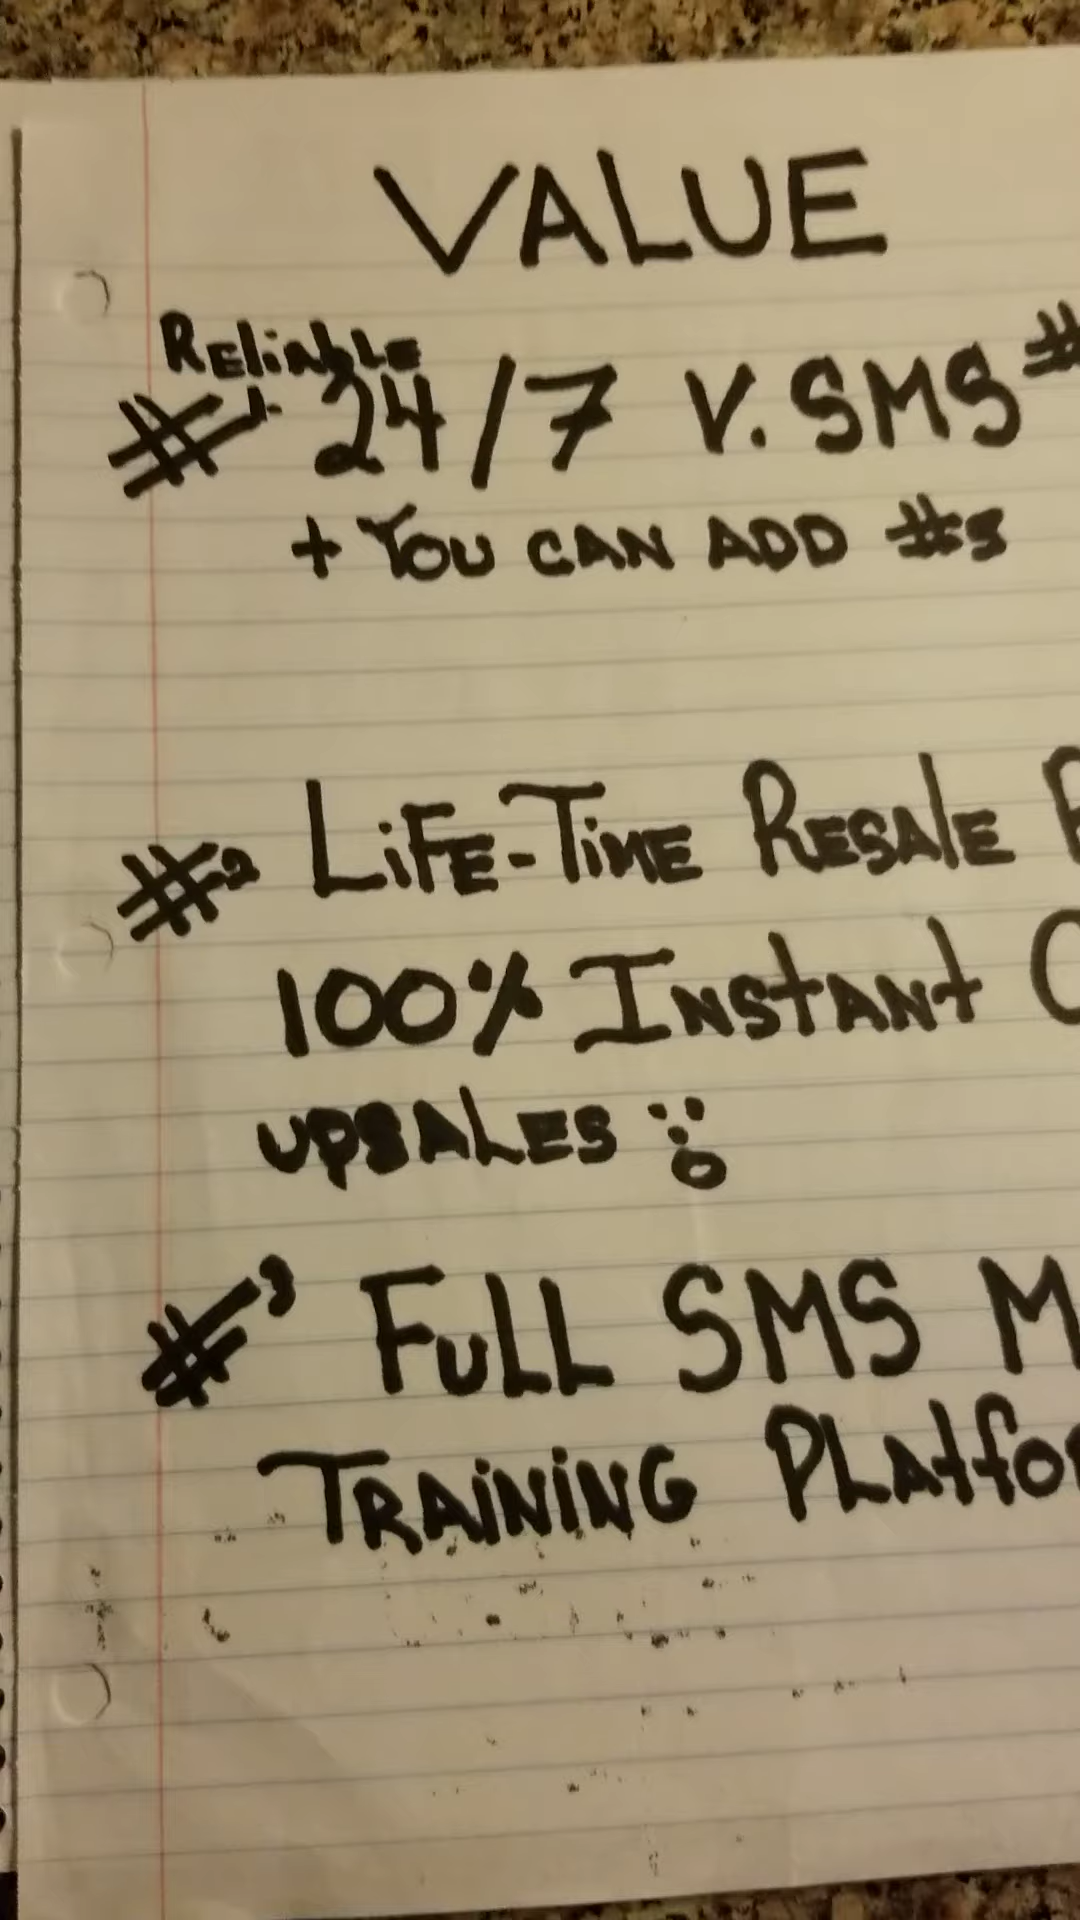 VALUE
Reliable
#1. 24/7 V. SMS #
+ You CAN ADD #s
#2 LiFE-TiME RESALE
100% INstANt
UPSALES
#3 FuLL SMS M
TRAiNiNG PLAtfo